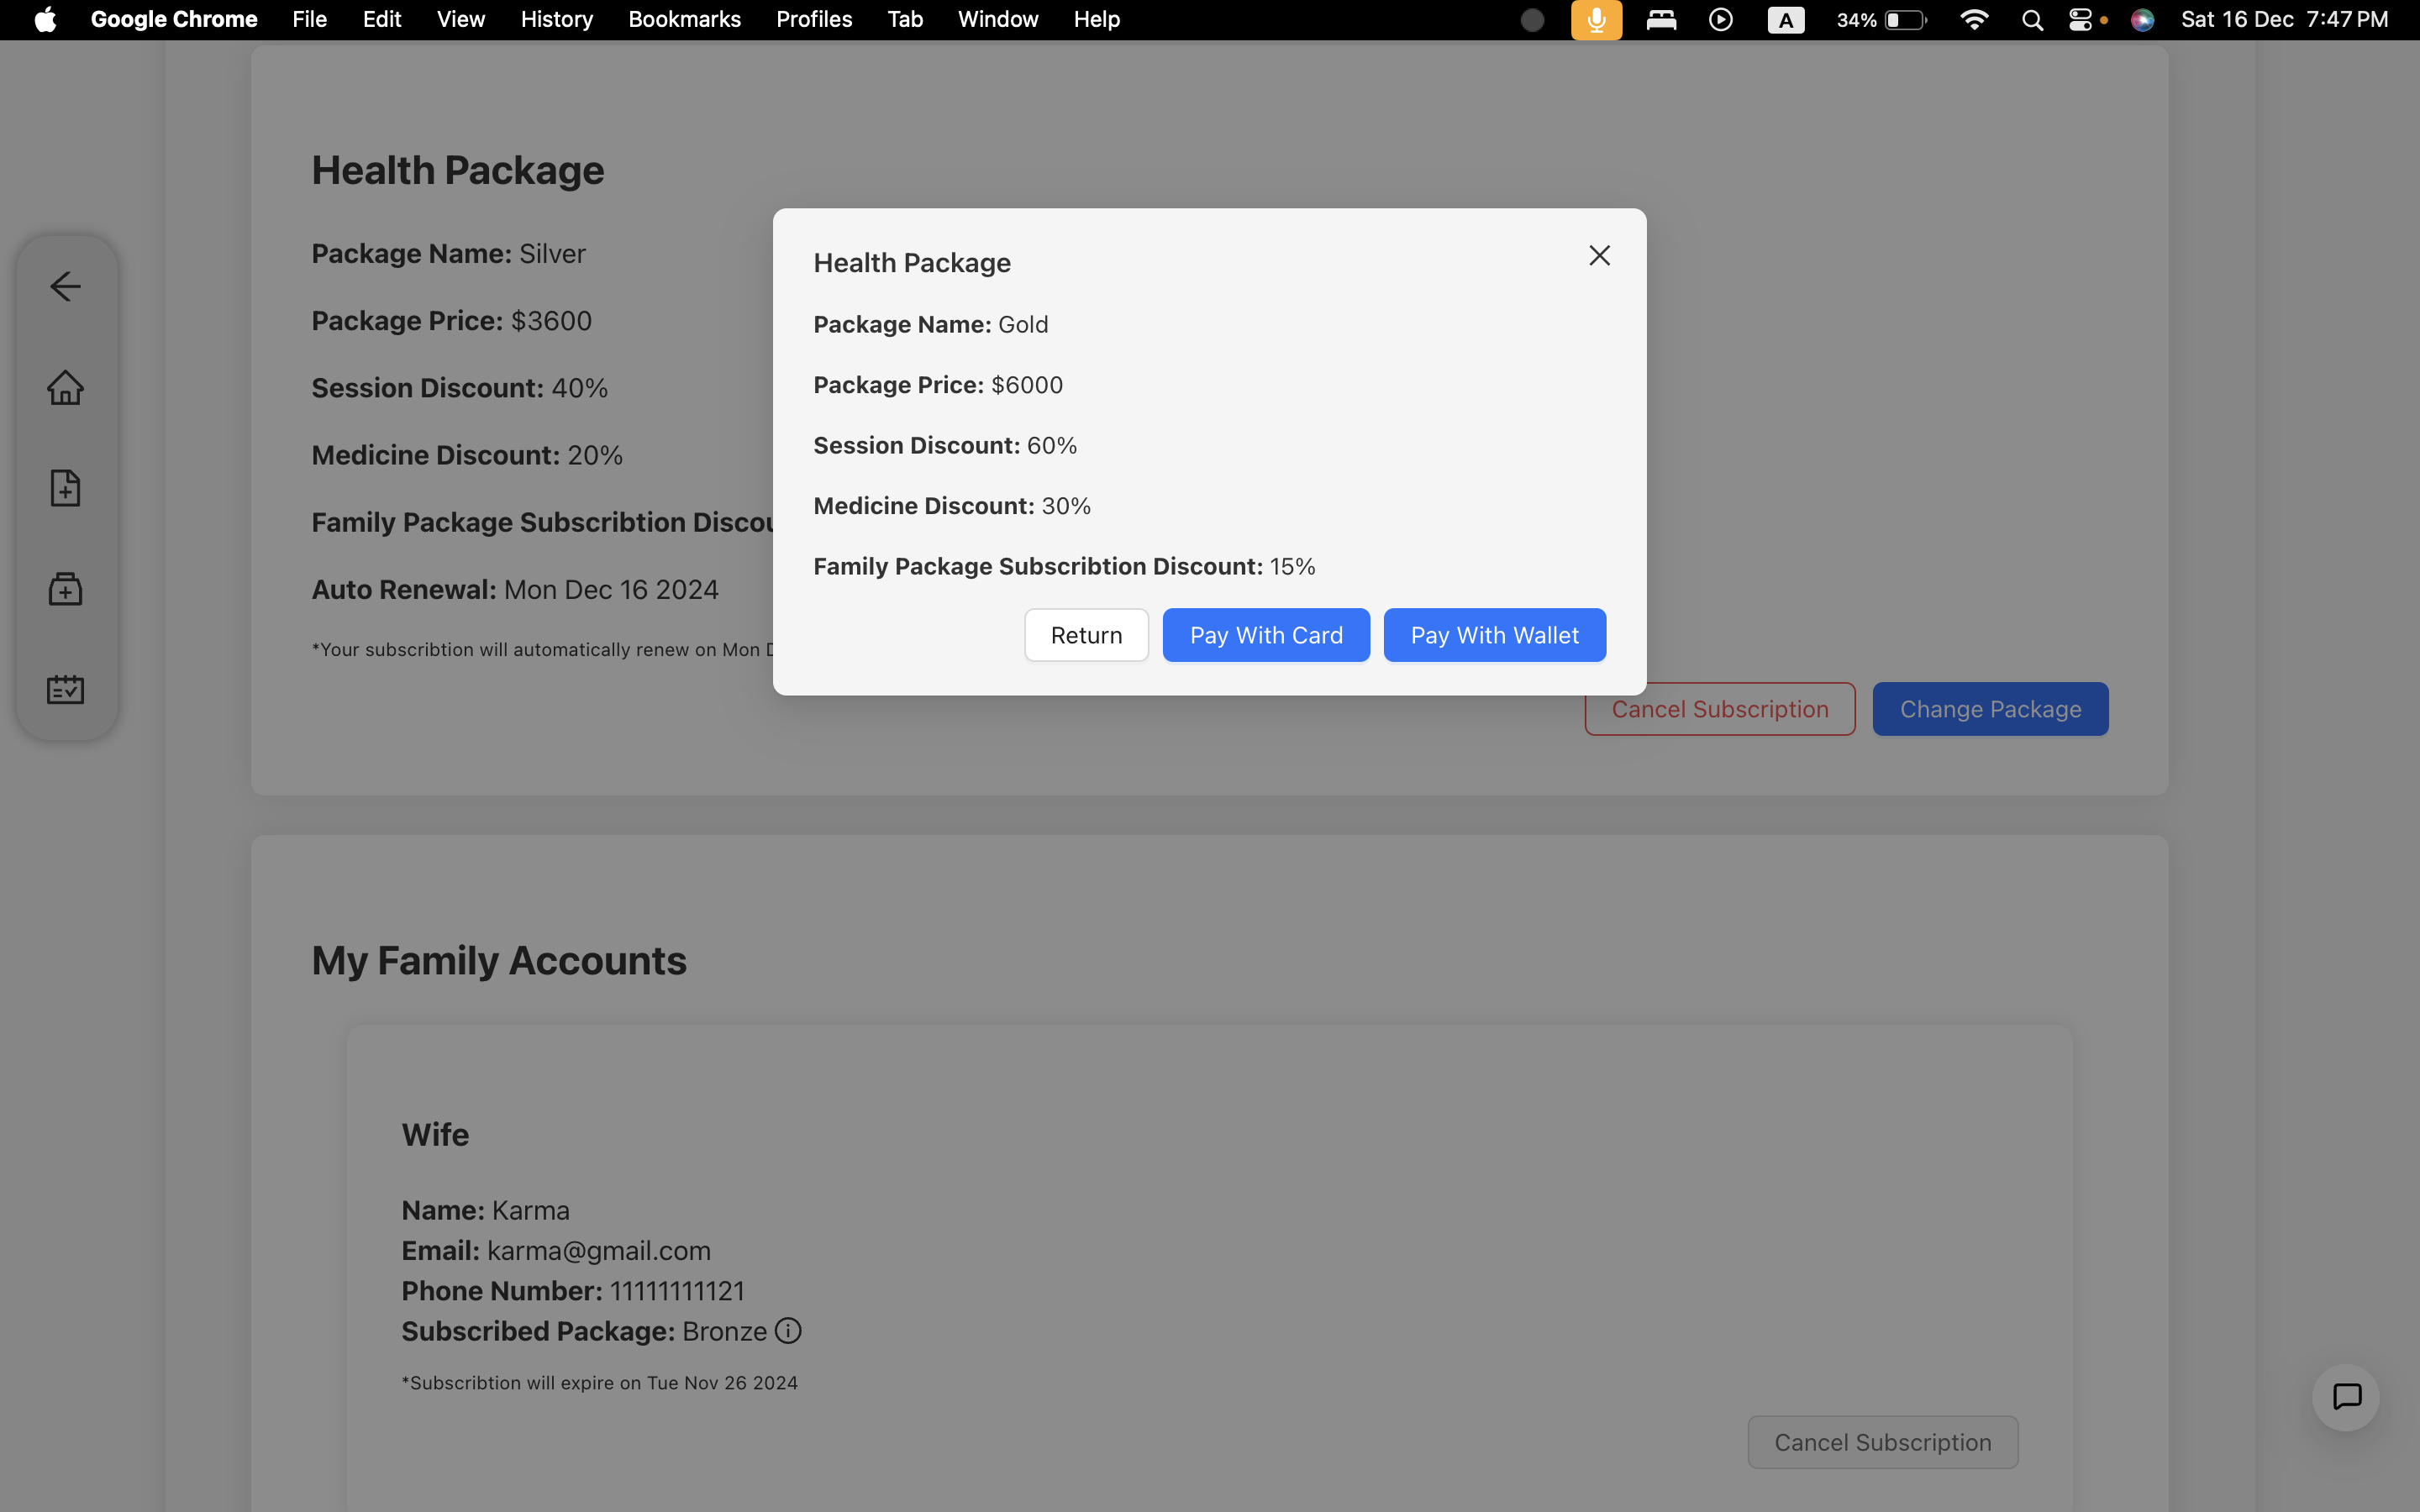 Google Chrome File Edit View History Bookmarks Profiles Tab Window Help A 34% Sat 16 Dec 7:47 PM
Health Package
Package Name: Silver
Package Price: $3600
Session Discount: 40%
Medicine Discount: 20%
Family Package Subscribtion
Auto Renewal: Mon Dec 16 2024
*Your subscribtion will automatically renew on Mon
Health Package
Package Name: Gold
Package Price: $6000
Session Discount: 60%
Medicine Discount: 30%
Family Package Subscribtion Discount: 15%
Return Pay With Card Pay With Wallet
Cancel Subscription Change Package
My Family Accounts
Wife
Name: Karma
Email: karma@gmail.com
Phone Number: 11111111121
Subscribed Package: Bronze
*Subscribtion will expire on Tue Nov 26 2024
Cancel Subscription